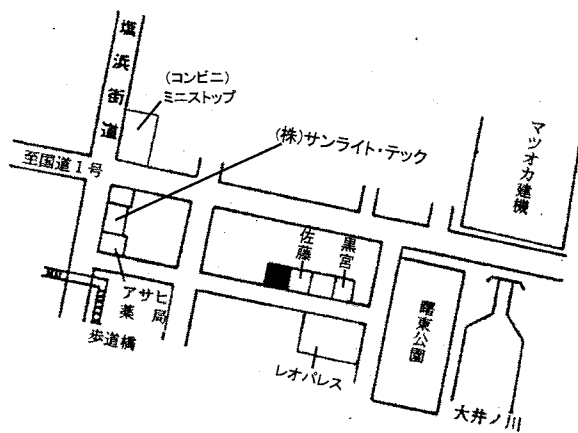 塩浜街道
(コンビニ)
ミニストップ
(株)サンライト・テック
マツオカ建機
至国道1号
佐藤
黒宮
アサヒ
薬局
歩道橋
レオパレス
曙東公園
大井ノ川